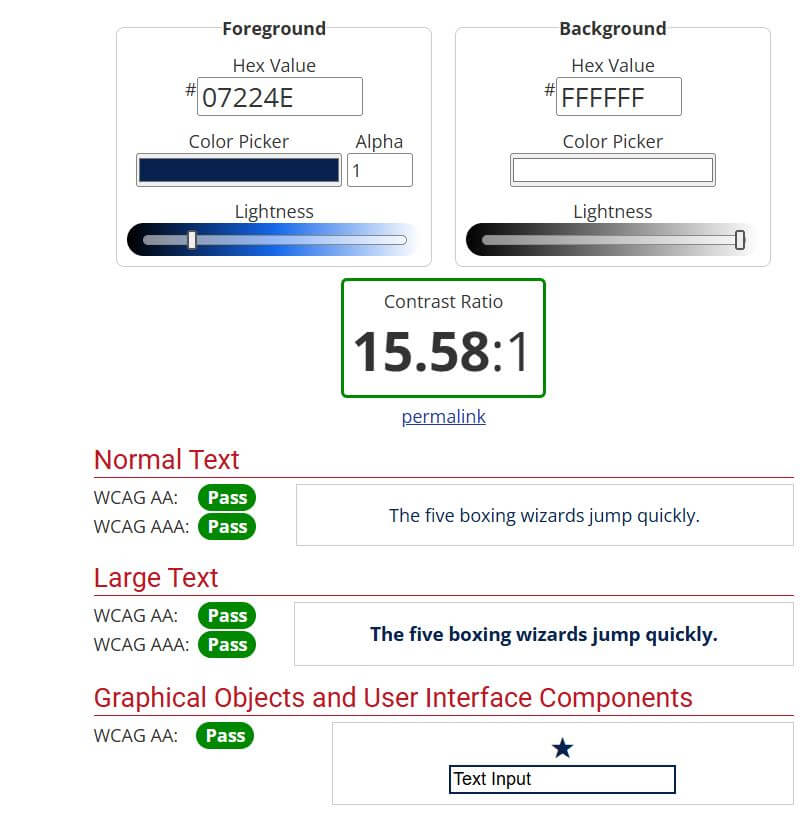 Foreground
Background
Hex Value
Hex Value
# 07224E
# FFFFFF
Color Picker
Alpha
Color Picker
1
Lightness
Lightness
Contrast Ratio
15.58:1
permalink
Normal Text
WCAG AA: Pass
WCAG AAA: Pass
The five boxing wizards jump quickly.
Large Text
WCAG AA: Pass
WCAG AAA: Pass
The five boxing wizards jump quickly.
Graphical Objects and User Interface Components
WCAG AA: Pass
Text Input